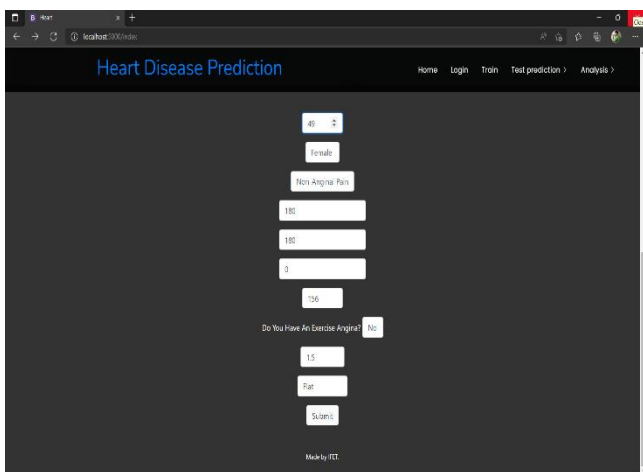 Heart
localhost:3000/index
Heart Disease Prediction
Home Login Train Test prediction > Analysis >
49
Female
Non Anginal Pain
180
180
0
156
Do You Have An Exercise Angina? No
1.5
Flat
Submit
Made by IFET.